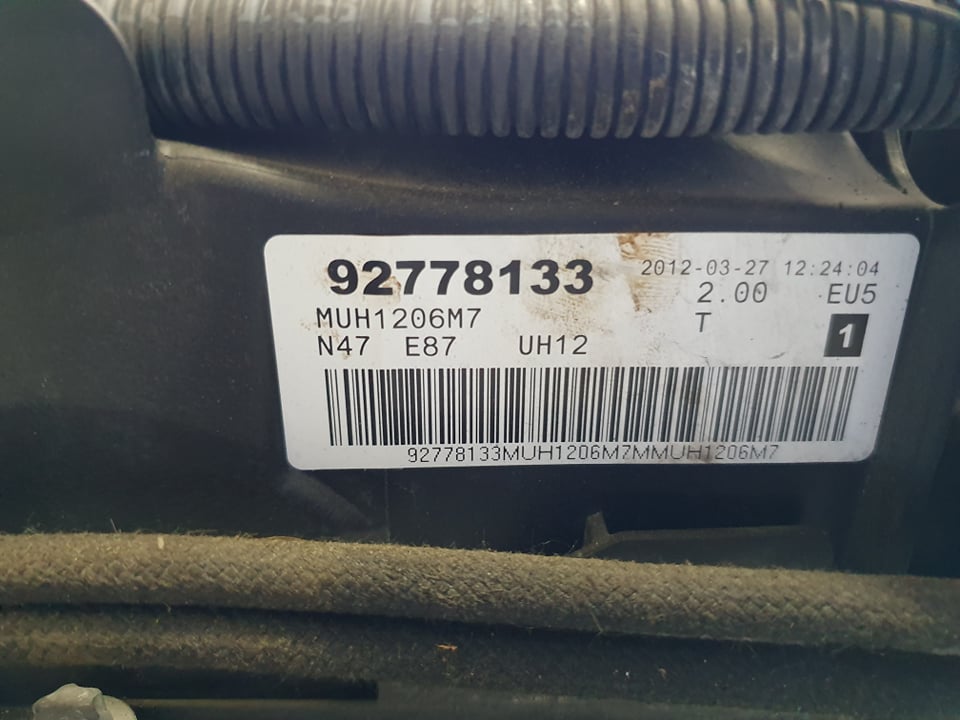 92778133 2012-03-27 12:24:04
MUH1206M7 2.00 EU5
T
N47 E87 UH12 1
92778133MUH1206M7MMUH1206M7